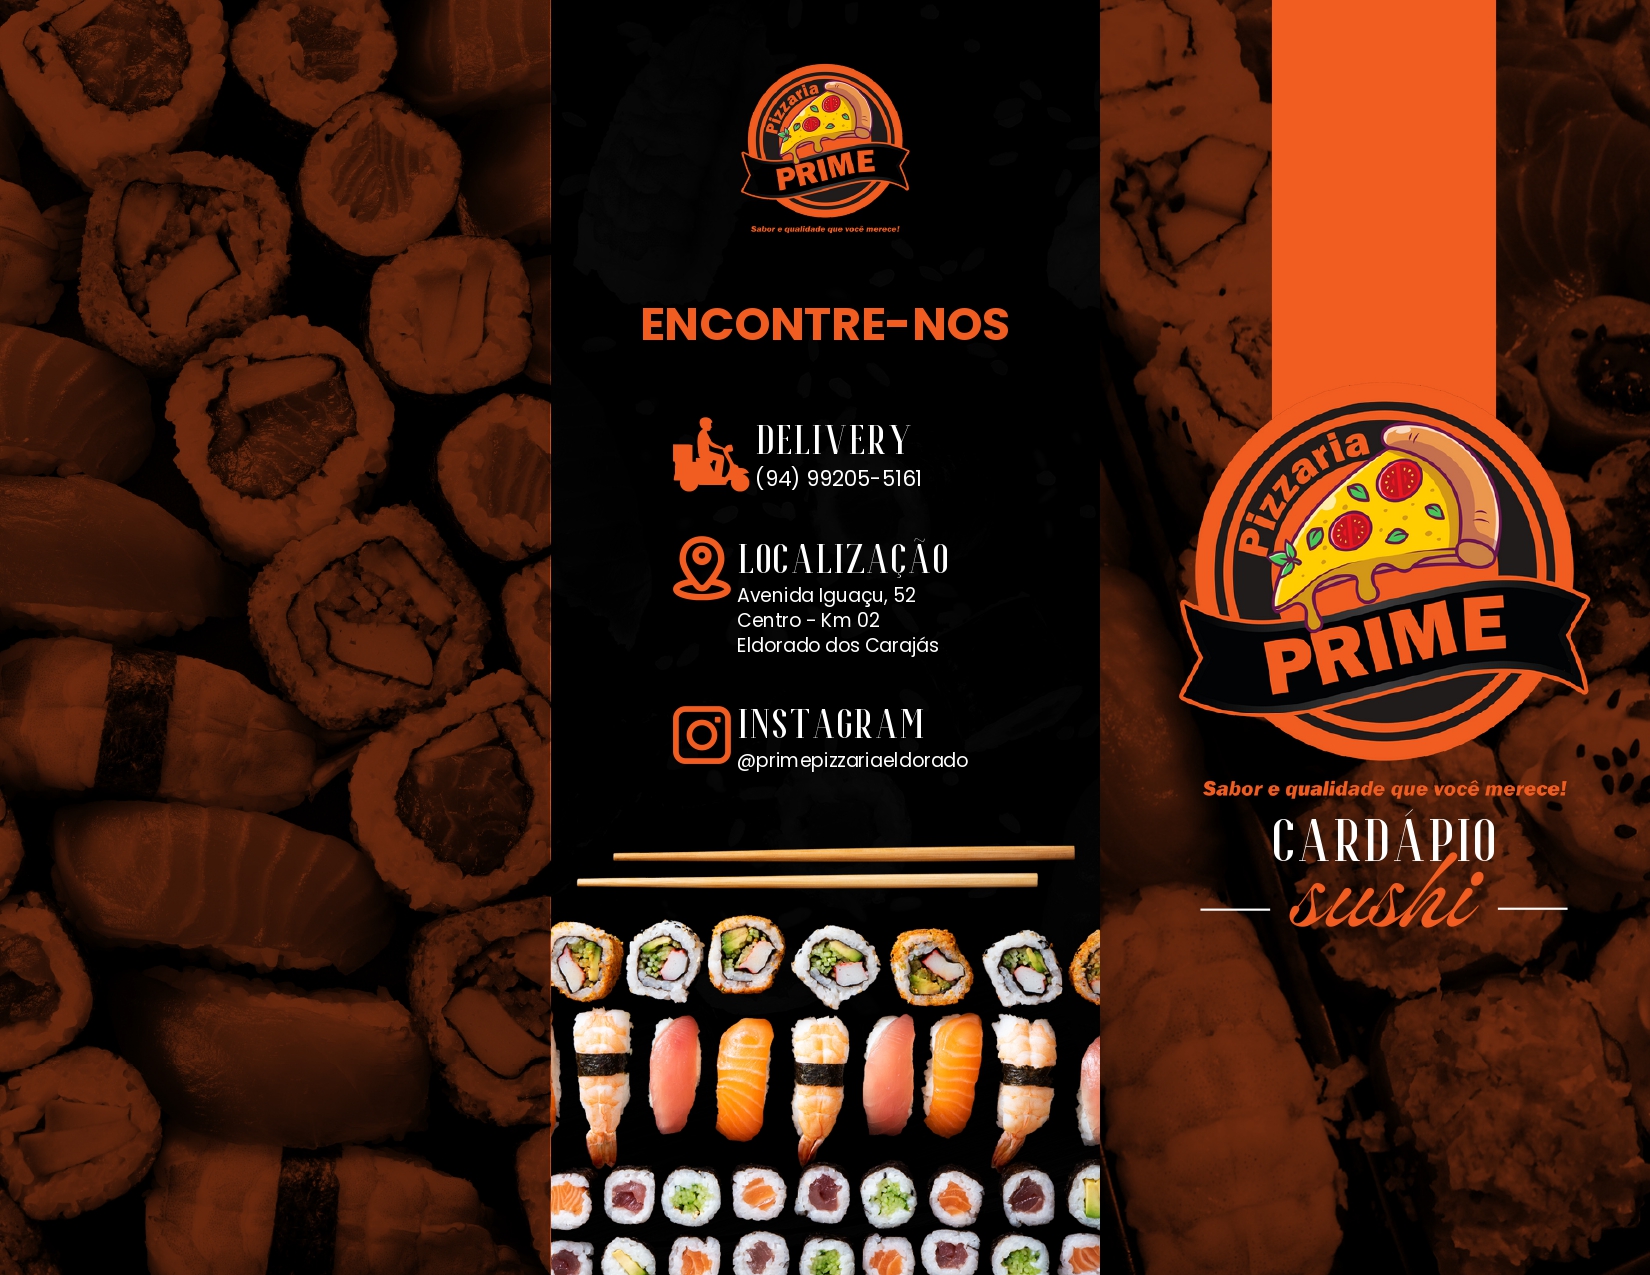 Pizzaria
PRIME
Sabor e qualidade que você merece!
ENCONTRE-NOS
DELIVERY
(94) 99205-5161
LOCALIZAÇÃO
Avenida Iguaçu, 52
Centro - Km 02
Eldorado dos Carajás
INSTAGRAM
@primepizzariaeldorado
Pizzaria
PRIME
Sabor e qualidade que você merece!
CARDÁPIO
sushi